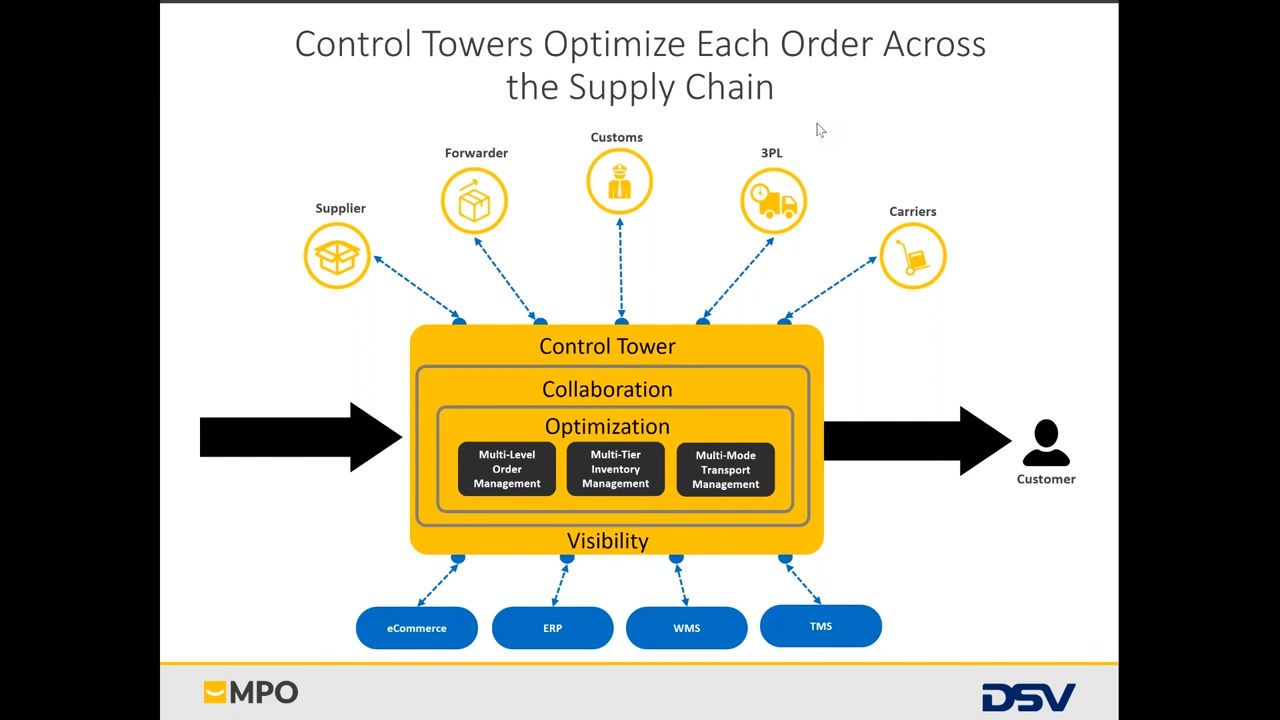 Control Towers Optimize Each Order Across
the Supply Chain
Customs
Forwarder
3PL
Supplier
Carriers
Control Tower
Collaboration
Optimization
Multi-Level
Order
Management
Multi-Tier
Inventory
Management
Multi-Mode
Transport
Management
Customer
Visibility
eCommerce
ERP
WMS
TMS
MPO
DSV